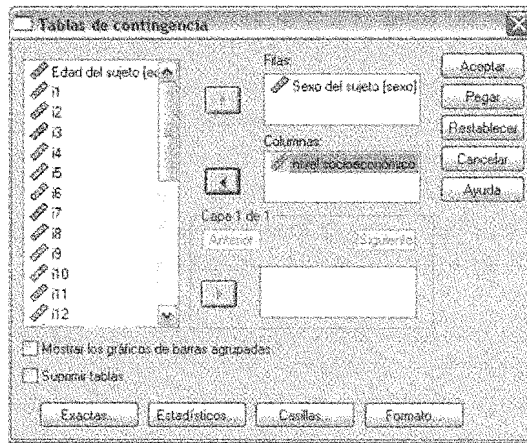 Tablas de contingencia
Edad del sujeto [ed
i1
i2
i3
i4
i5
i6
i7
i8
i9
i10
i11
i12
Filas:
Sexo del sujeto [sexo]
Columnas:
nivel socioeconómico
Capa 1 de 1
Anterior
Siguiente
Aceptar
Pegar
Restablecer
Cancelar
Ayuda
Mostrar los gráficos de barras agrupadas
Suprimir tablas
Exactas...
Estadísticos...
Casillas...
Formato...